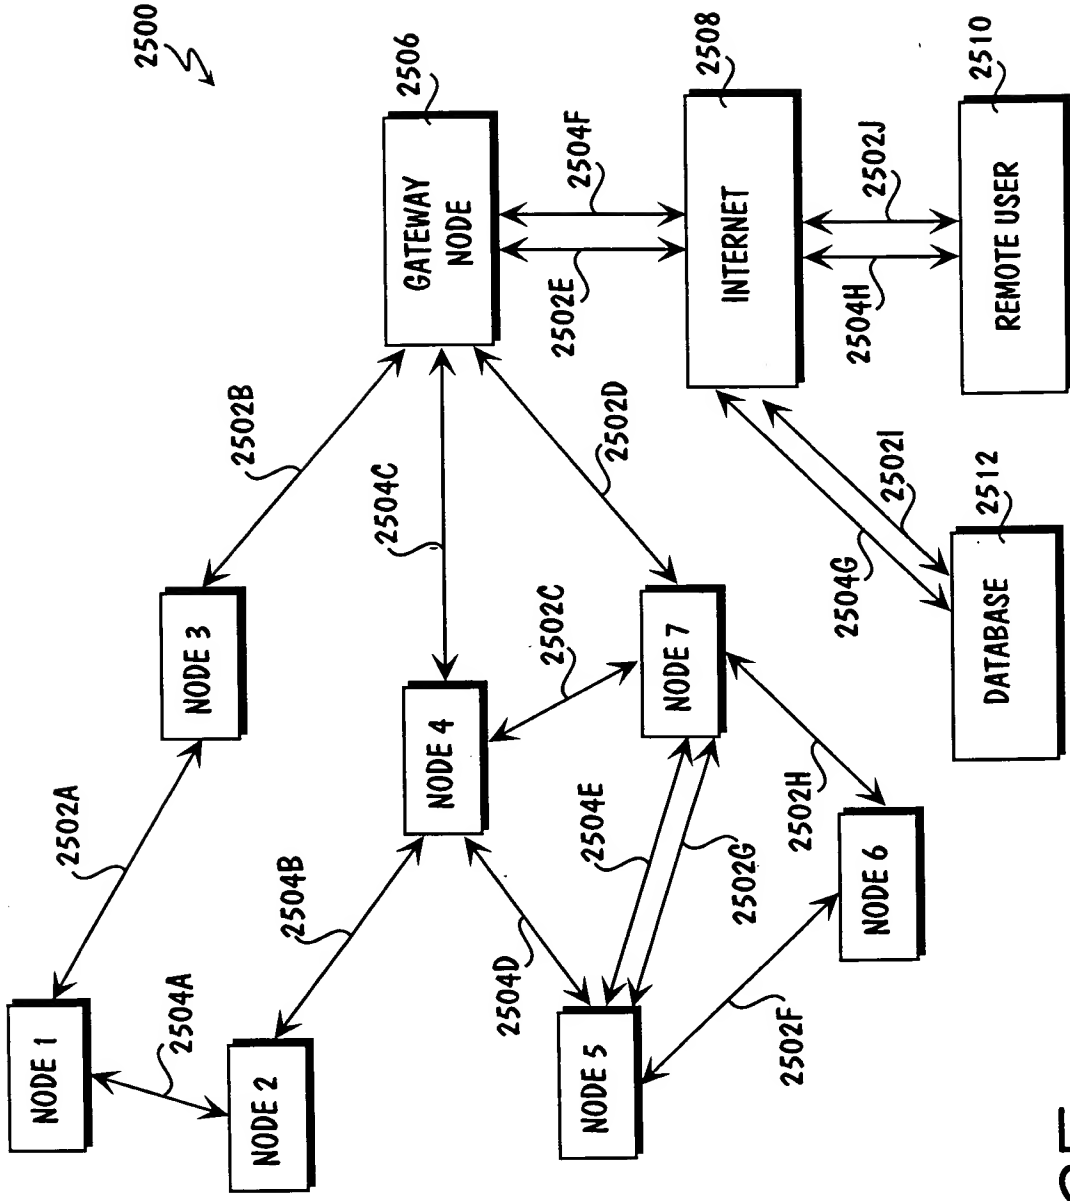 2500
NODE 1
2502A
NODE 3
2502B
GATEWAY
NODE
2506
2504A
NODE 2
2504B
NODE 4
2504C
2502E
2504F
2504D
2502C
2502D
NODE 5
2504E
2502G
NODE 7
INTERNET
2508
2502F
2502H
NODE 6
2504G
2502I
2504H
2502J
DATABASE
2512
REMOTE USER
2510